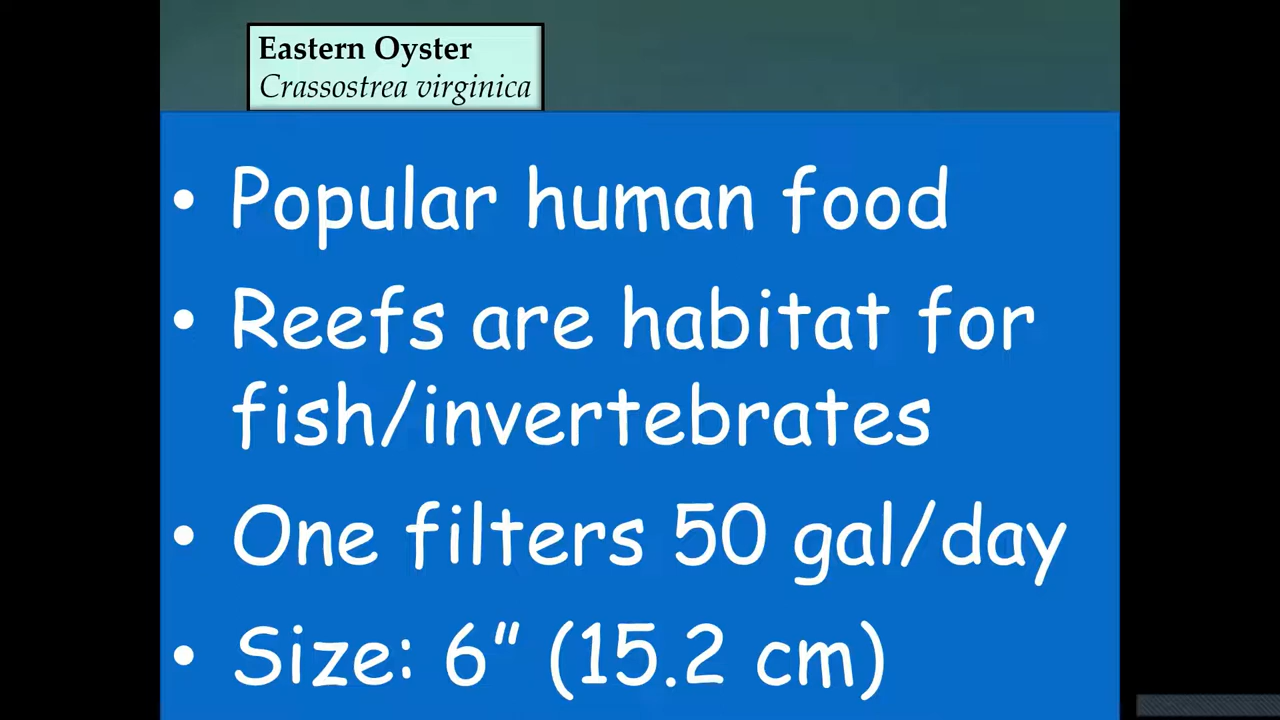 Eastern Oyster
Crassostrea virginica
• Popular human food
• Reefs are habitat for
fish/invertebrates
• One filters 50 gal/day
• Size: 6” (15.2 cm)